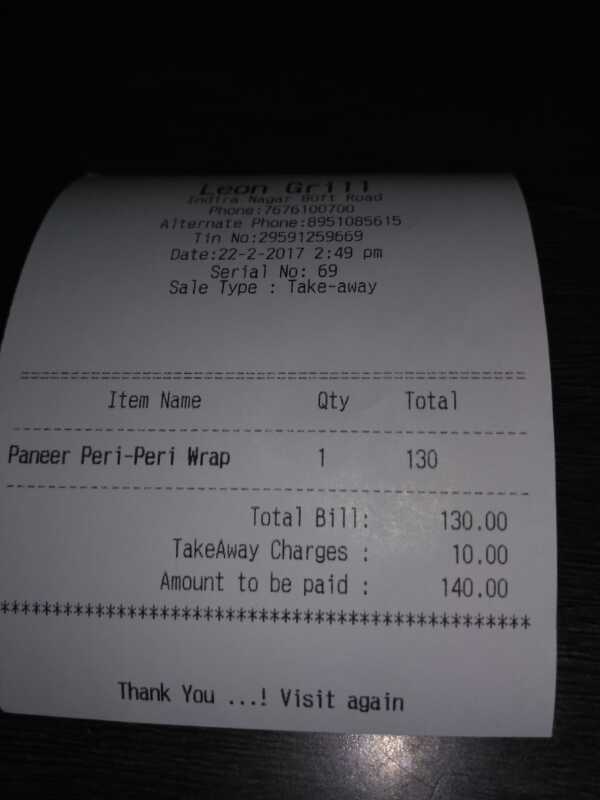 Leon Grill
Indira Nagar 80ft Road
Phone:7676100700
Alternate Phone:8951085615
Tin No:29591259669
Date:22-2-2017 2:49 pm
Serial No: 69
Sale Type : Take-away
==================================================
Item Name Qty Total
--------------------------------------------------
Paneer Peri-Peri Wrap 1 130
--------------------------------------------------
Total Bill: 130.00
TakeAway Charges : 10.00
Amount to be paid : 140.00
**************************************************
Thank You ...! Visit again